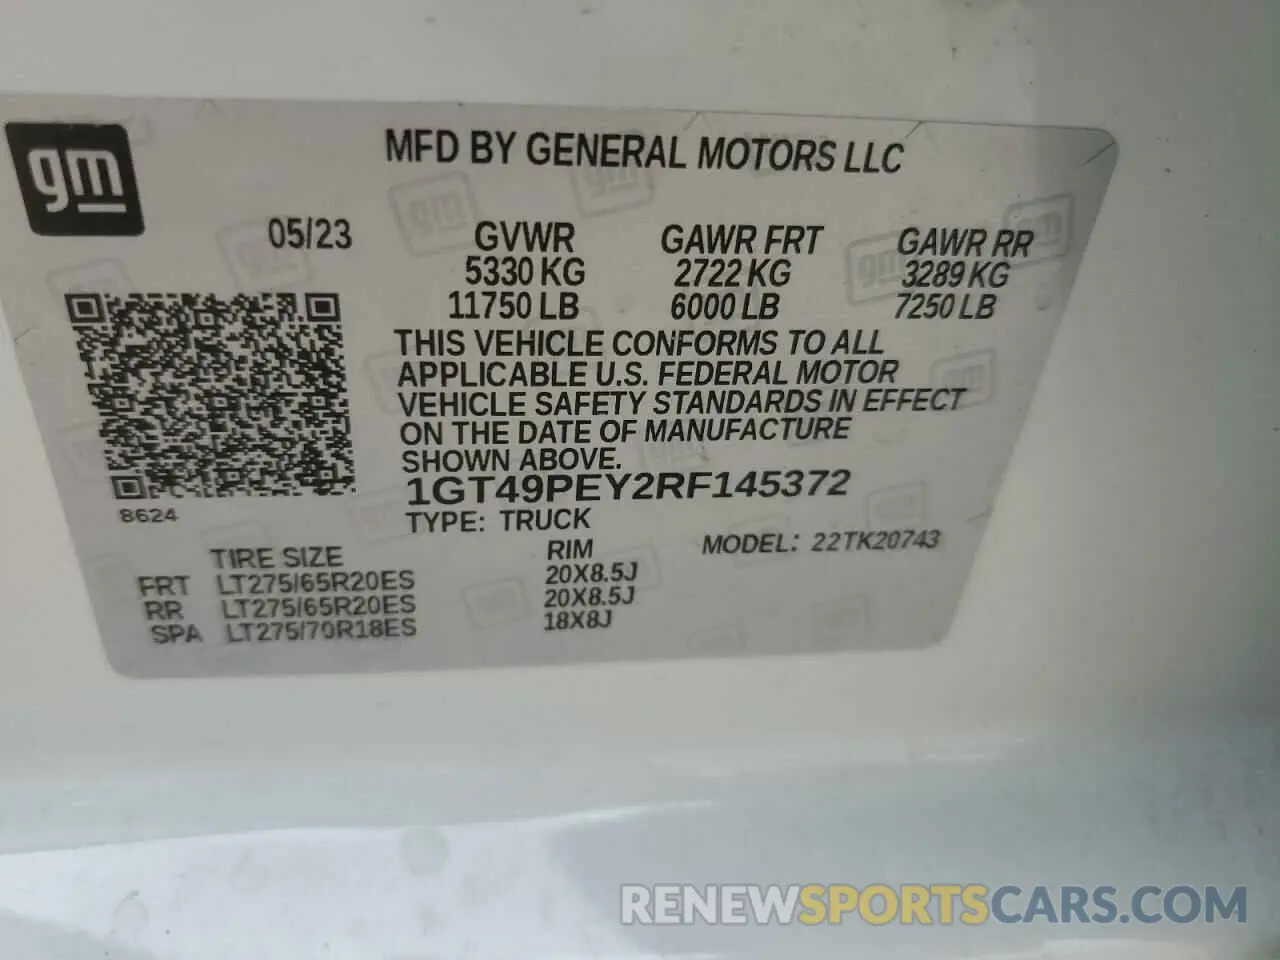 gm
MFD BY GENERAL MOTORS LLC
05/23 GVWR GAWR FRT GAWR RR
5330 KG 2722 KG 3289 KG
11750 LB 6000 LB 7250 LB
THIS VEHICLE CONFORMS TO ALL
APPLICABLE U.S. FEDERAL MOTOR
VEHICLE SAFETY STANDARDS IN EFFECT
ON THE DATE OF MANUFACTURE
SHOWN ABOVE.
1GT49PEY2RF145372
8624 TYPE: TRUCK
TIRE SIZE RIM MODEL: 22TK20743
FRT LT275/65R20ES 20X8.5J
RR LT275/65R20ES 20X8.5J
SPA LT275/70R18ES 18X8J
RENEWSPORTSCARS.COM